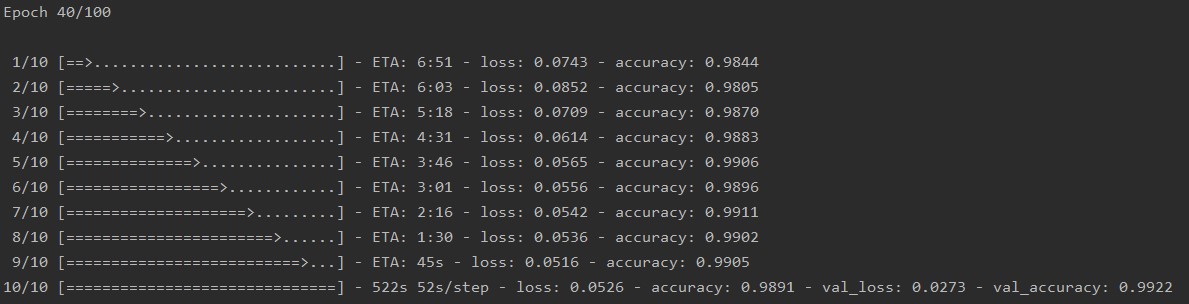 Epoch 40/100
1/10 [==>...........................] - ETA: 6:51 - loss: 0.0743 - accuracy: 0.9844
2/10 [=====>........................] - ETA: 6:03 - loss: 0.0852 - accuracy: 0.9805
3/10 [========>.....................] - ETA: 5:18 - loss: 0.0709 - accuracy: 0.9870
4/10 [===========>..................] - ETA: 4:31 - loss: 0.0614 - accuracy: 0.9883
5/10 [==============>...............] - ETA: 3:46 - loss: 0.0565 - accuracy: 0.9906
6/10 [=================>............] - ETA: 3:01 - loss: 0.0556 - accuracy: 0.9896
7/10 [====================>.........] - ETA: 2:16 - loss: 0.0542 - accuracy: 0.9911
8/10 [=======================>......] - ETA: 1:30 - loss: 0.0536 - accuracy: 0.9902
9/10 [==========================>...] - ETA: 45s - loss: 0.0516 - accuracy: 0.9905
10/10 [==============================] - 522s 52s/step - loss: 0.0526 - accuracy: 0.9891 - val_loss: 0.0273 - val_accuracy: 0.9922